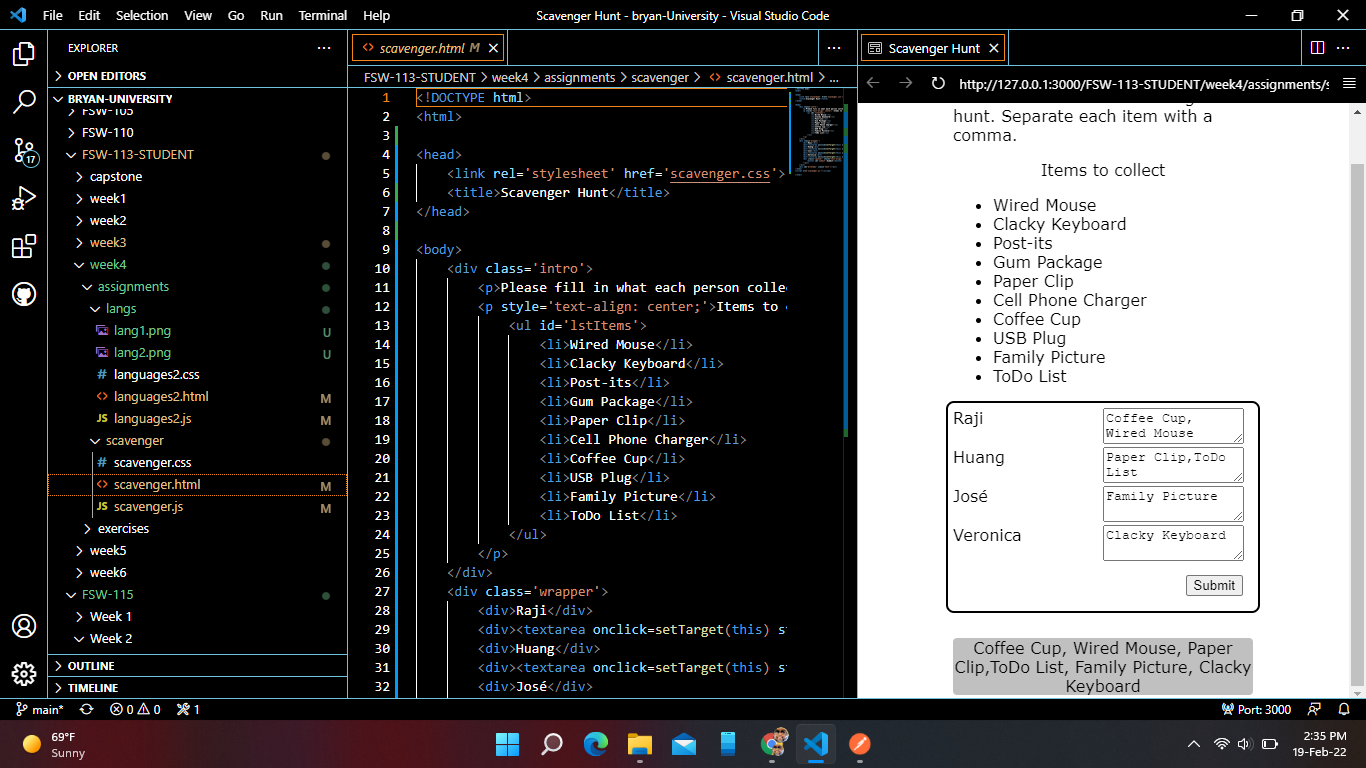 File Edit Selection View Go Run Terminal Help Scavenger Hunt - bryan-University - Visual Studio Code
EXPLORER
OPEN EDITORS
BRYAN-UNIVERSITY
FSW-105
FSW-110
FSW-113-STUDENT
capstone
week1
week2
week3
week4
assignments
langs
lang1.png U
lang2.png U
# languages2.css
<> languages2.html M
JS languages2.js M
scavenger
# scavenger.css
<> scavenger.html M
JS scavenger.js M
exercises
week5
week6
FSW-115
Week 1
Week 2
OUTLINE
TIMELINE
17
<> scavenger.html M
FSW-113-STUDENT > week4 > assignments > scavenger > <> scavenger.html > ...
1 <!DOCTYPE html>
2 <html>
3
4 <head>
5 <link rel='stylesheet' href='scavenger.css'>
6 <title>Scavenger Hunt</title>
7 </head>
8
9 <body>
10 <div class='intro'>
11 <p>Please fill in what each person colle
12 <p style='text-align: center;'>Items to
13 <ul id='lstItems'>
14 <li>Wired Mouse</li>
15 <li>Clacky Keyboard</li>
16 <li>Post-its</li>
17 <li>Gum Package</li>
18 <li>Paper Clip</li>
19 <li>Cell Phone Charger</li>
20 <li>Coffee Cup</li>
21 <li>USB Plug</li>
22 <li>Family Picture</li>
23 <li>ToDo List</li>
24 </ul>
25 </p>
26 </div>
27 <div class='wrapper'>
28 <div>Raji</div>
29 <div><textarea onclick=setTarget(this) st
30 <div>Huang</div>
31 <div><textarea onclick=setTarget(this) st
32 <div>José</div>
Scavenger Hunt
http://127.0.0.1:3000/FSW-113-STUDENT/week4/assignments/s
hunt. Separate each item with a
comma.
Items to collect
• Wired Mouse
• Clacky Keyboard
• Post-its
• Gum Package
• Paper Clip
• Cell Phone Charger
• Coffee Cup
• USB Plug
• Family Picture
• ToDo List
Raji Coffee Cup,
Wired Mouse
Huang Paper Clip,ToDo
List
José Family Picture
Veronica Clacky Keyboard
Submit
Coffee Cup, Wired Mouse, Paper
Clip,ToDo List, Family Picture, Clacky
Keyboard
main* 0 0 1 Port: 3000
69°F
Sunny
2:35 PM
19-Feb-22